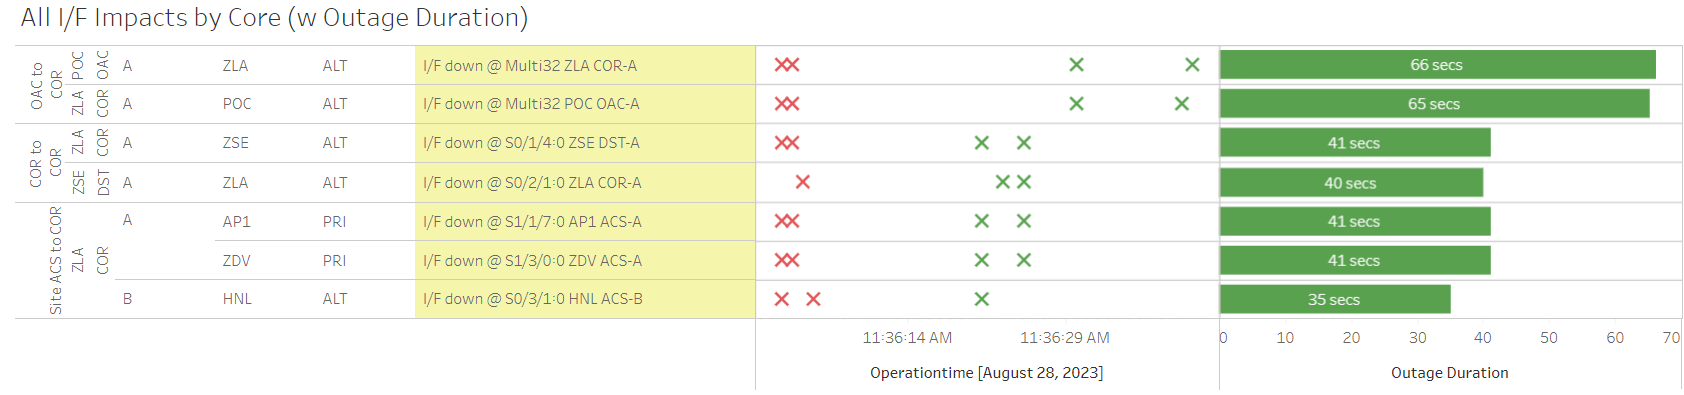 All I/F Impacts by Core (w Outage Duration)
OAC to COR POC OAC A ZLA ALT I/F down @ Multi32 ZLA COR-A 66 secs
ZLA COR A POC ALT I/F down @ Multi32 POC OAC-A 65 secs
COR to COR ZLA COR A ZSE ALT I/F down @ S0/1/4:0 ZSE DST-A 41 secs
ZSE DST A ZLA ALT I/F down @ S0/2/1:0 ZLA COR-A 40 secs
Site ACS to COR ZLA COR A AP1 PRI I/F down @ S1/1/7:0 AP1 ACS-A 41 secs
ZDV PRI I/F down @ S1/3/0:0 ZDV ACS-A 41 secs
B HNL ALT I/F down @ S0/3/1:0 HNL ACS-B 35 secs
11:36:14 AM 11:36:29 AM 0 10 20 30 40 50 60 70
Operationtime [August 28, 2023] Outage Duration